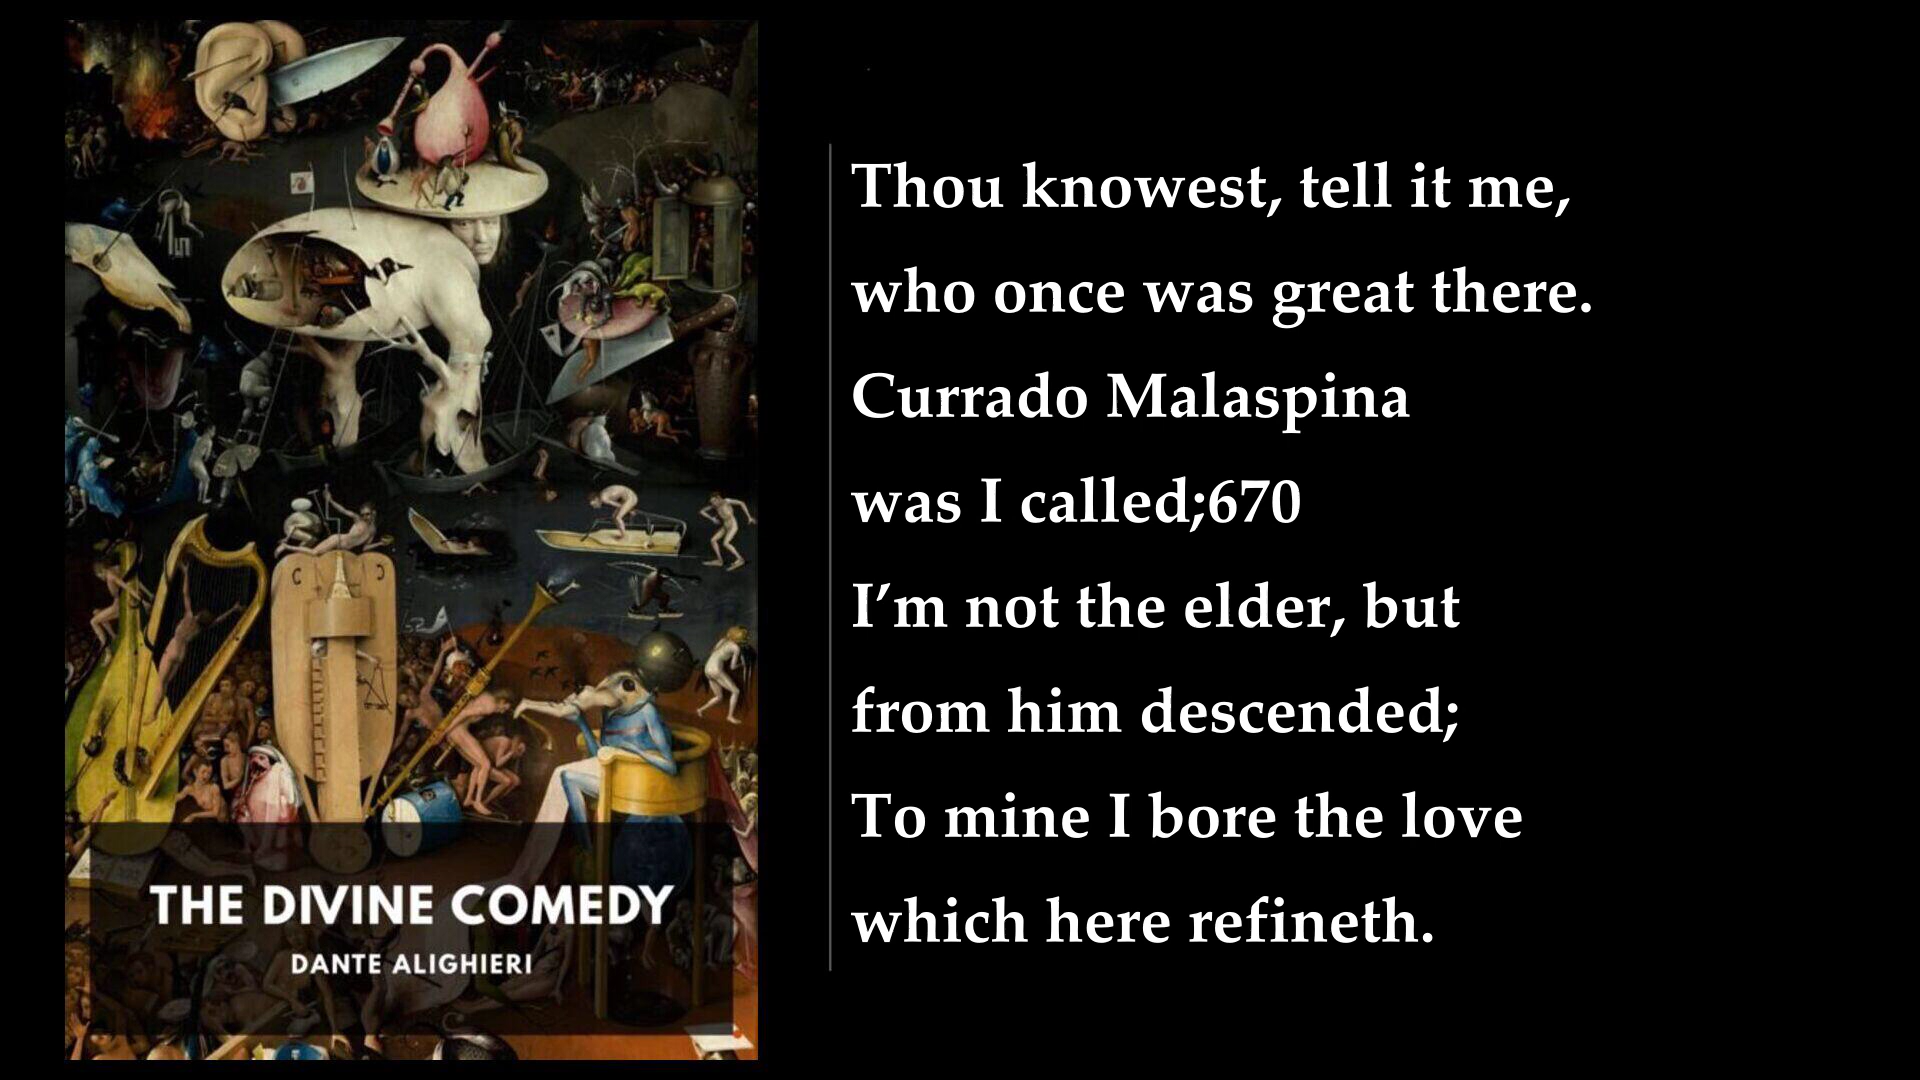 THE DIVINE COMEDY
DANTE ALIGHIERI
Thou knowest, tell it me,
who once was great there.
Currado Malaspina
was I called;670
I’m not the elder, but
from him descended;
To mine I bore the love
which here refineth.